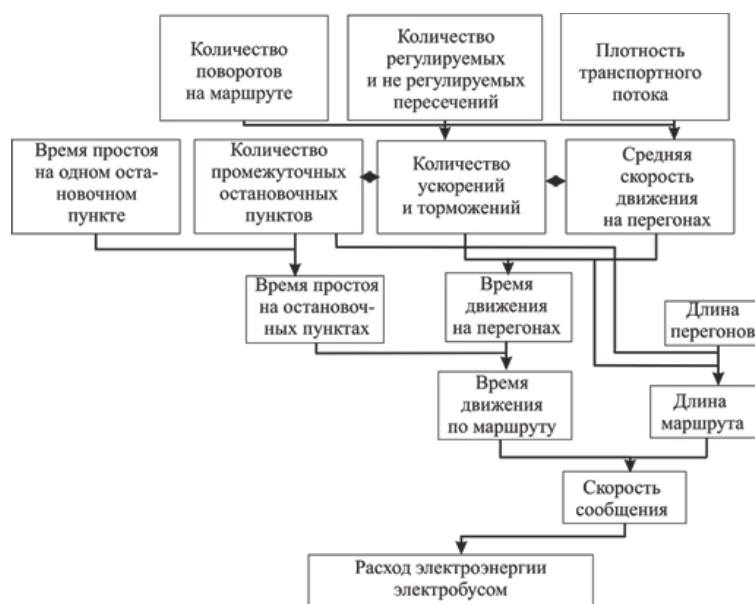 Количество
поворотов
на маршруте
Количество
регулируемых
и не регулируемых
пересечений
Плотность
транспортного
потока
Время простоя
на одном оста-
новочном
пункте
Количество
промежуточных
остановочных
пунктов
Количество
ускорений
и торможений
Средняя
скорость
движения
на перегонах
Время простоя
на остановоч-
ных пунктах
Время
движения
на перегонах
Длина
перегонов
Время
движения
по маршруту
Длина
маршрута
Скорость
сообщения
Расход электроэнергии
электробусом